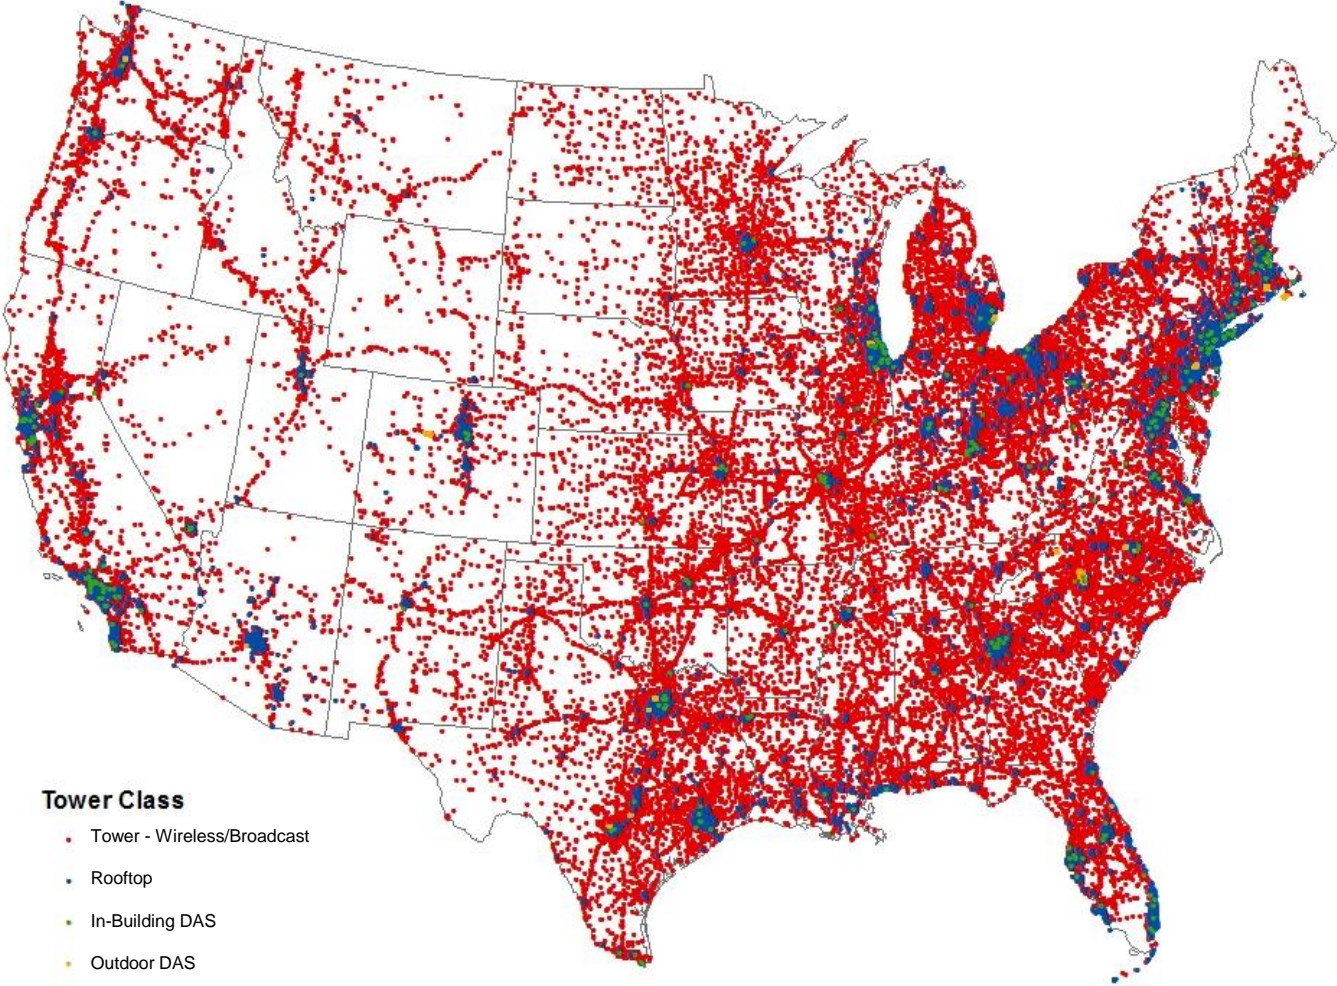 Tower Class
Tower - Wireless/Broadcast
Rooftop
In-Building DAS
Outdoor DAS